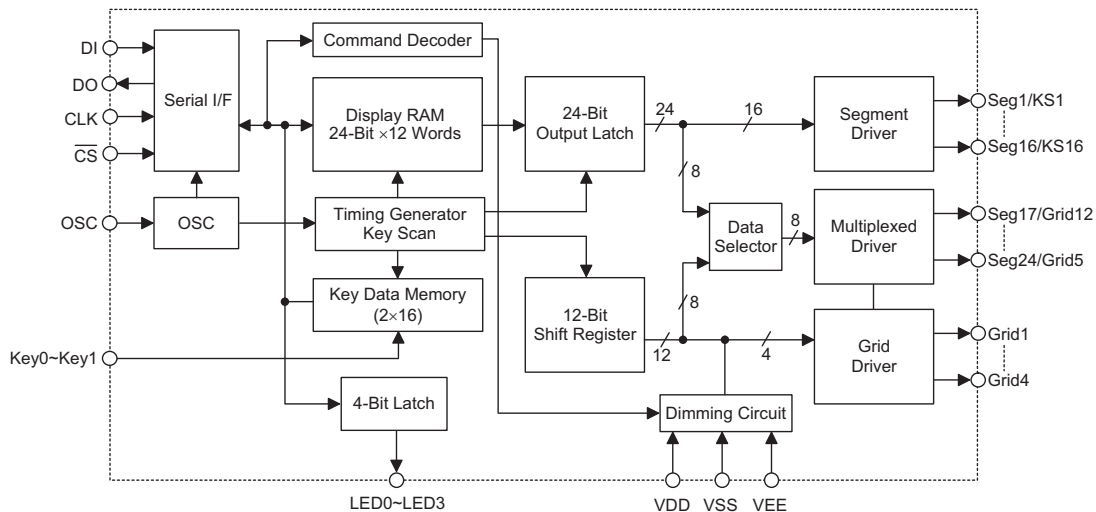 DI
DO
CLK
CS
OSC
Key0~Key1
Serial I/F
OSC
Command Decoder
Display RAM
24-Bit ×12 Words
Timing Generator
Key Scan
Key Data Memory
(2×16)
4-Bit Latch
LED0~LED3
24-Bit
Output Latch
12-Bit
Shift Register
24
16
8
8
12
4
Data
Selector
8
Dimming Circuit
VDD
VSS
VEE
Segment
Driver
Multiplexed
Driver
Grid
Driver
Seg1/KS1
Seg16/KS16
Seg17/Grid12
Seg24/Grid5
Grid1
Grid4